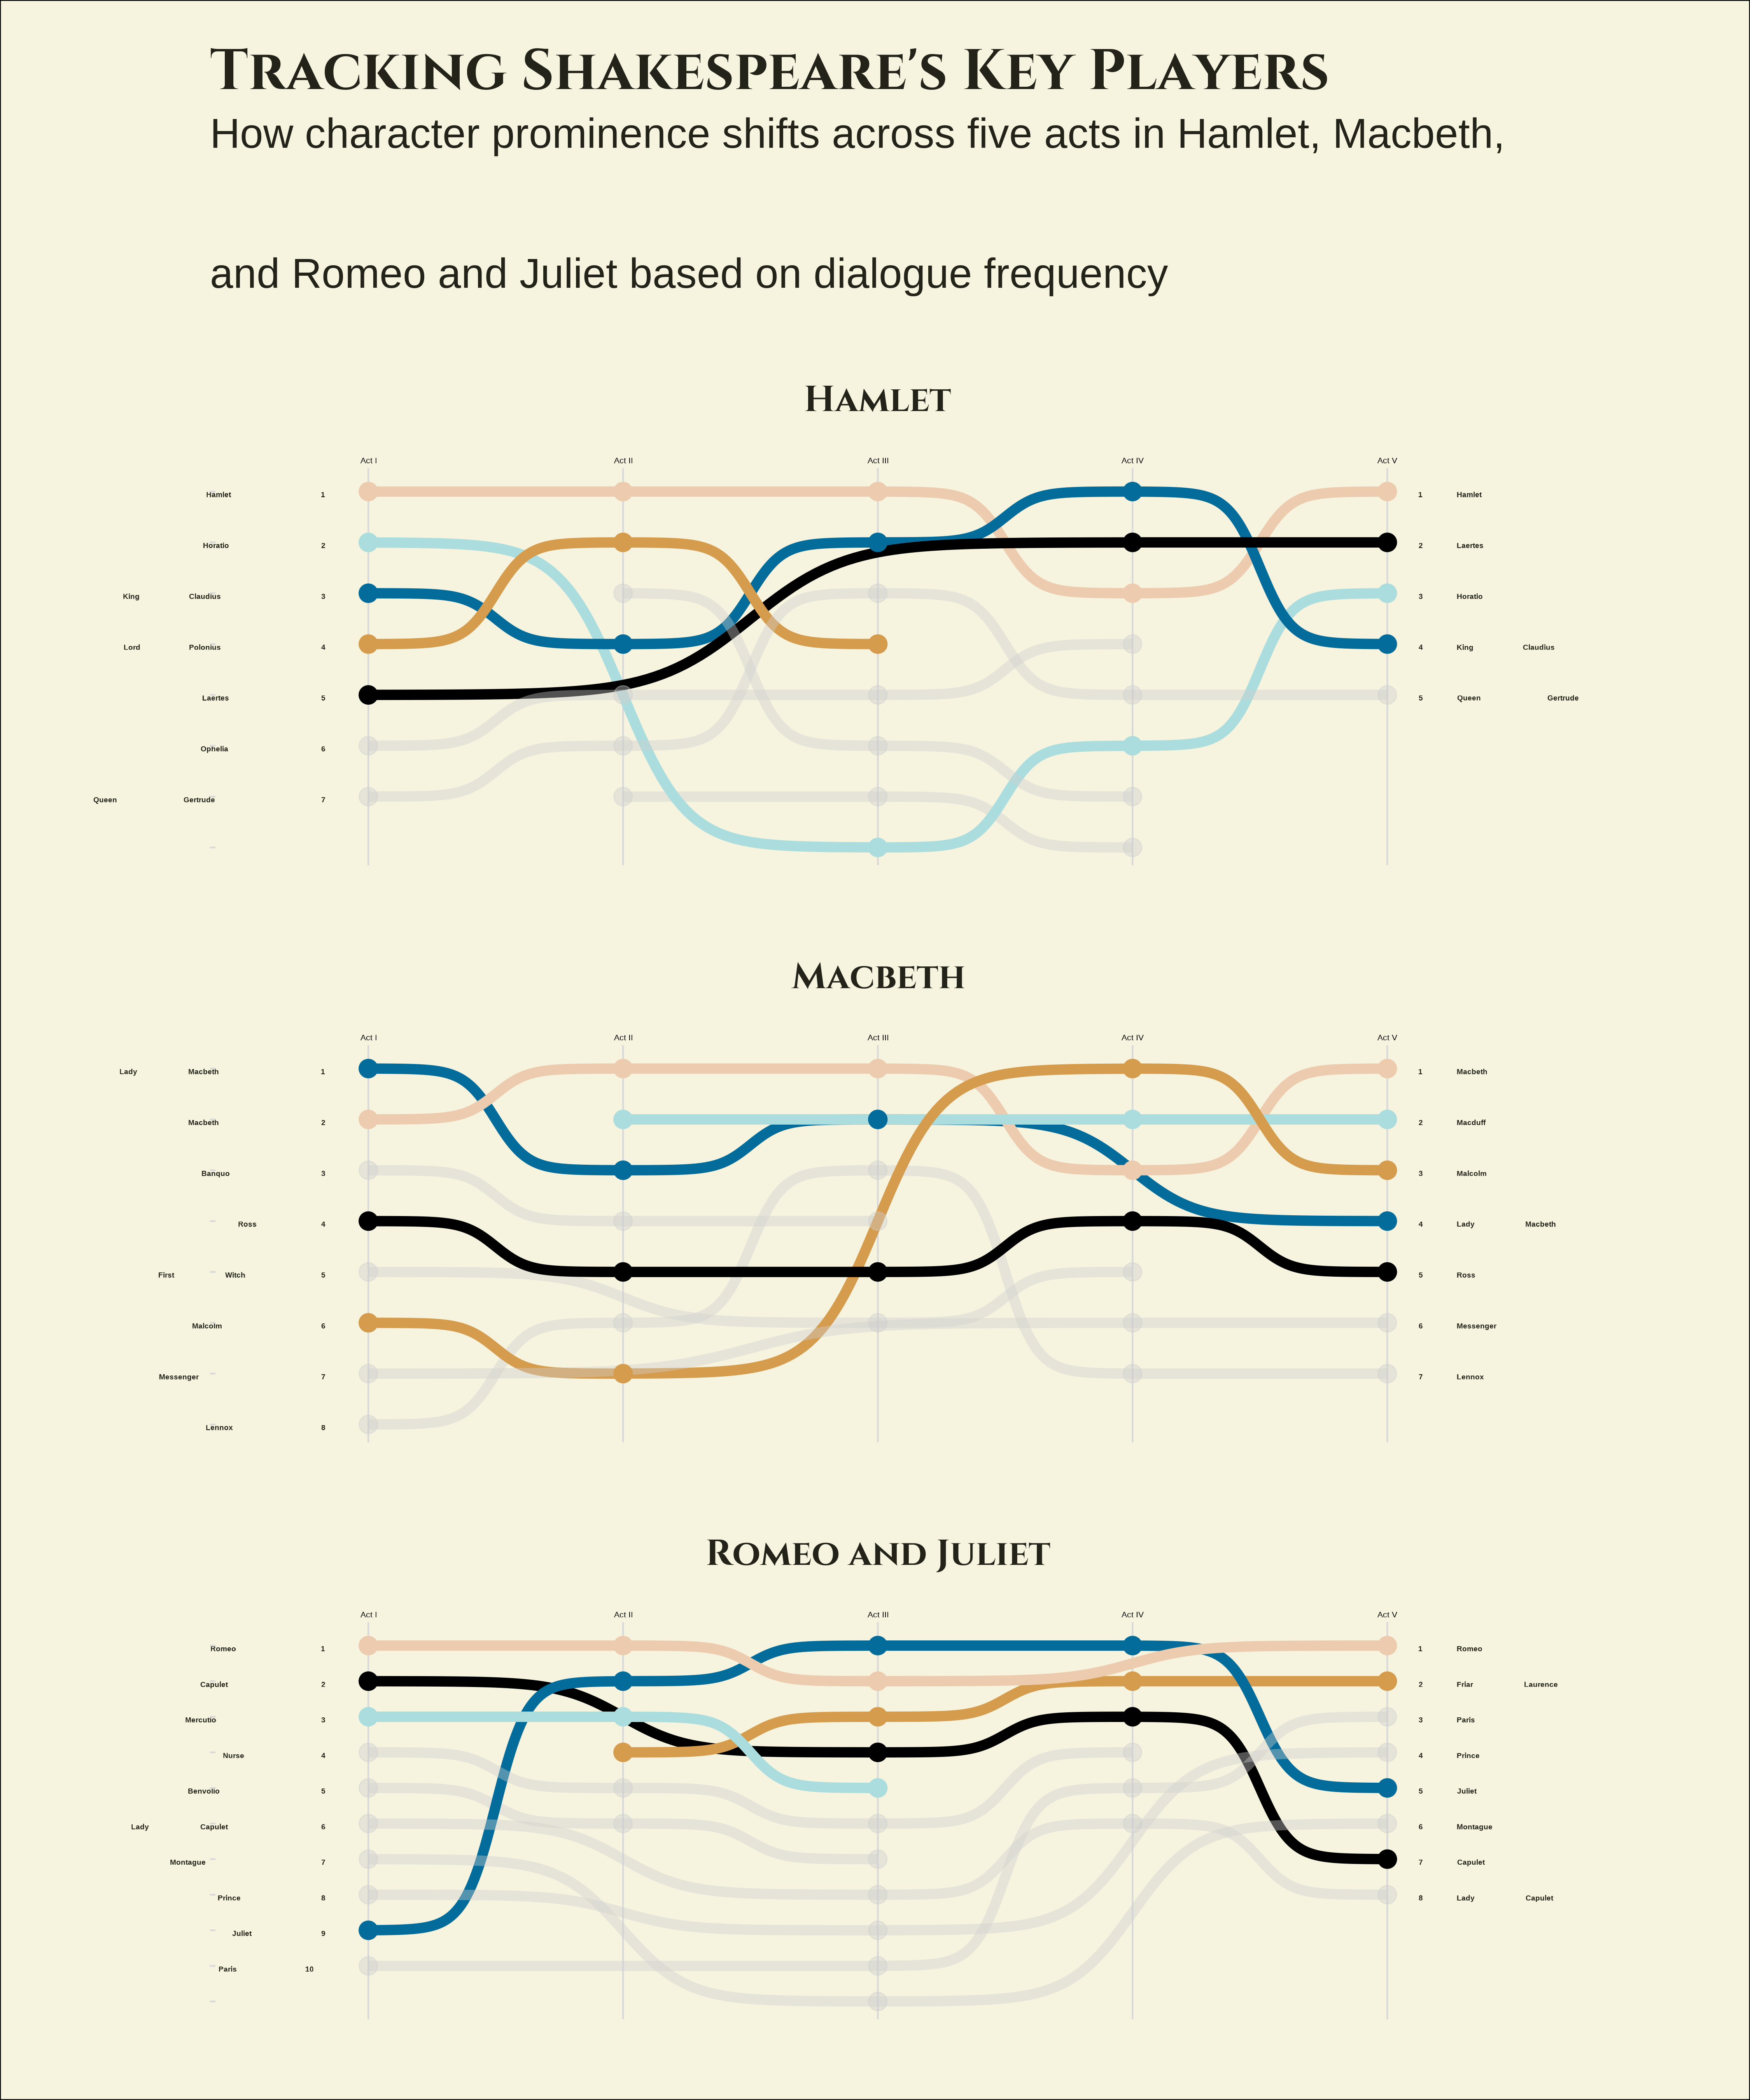 Tracking Shakespeare's Key Players
How character prominence shifts across five acts in Hamlet, Macbeth,
and Romeo and Juliet based on dialogue frequency
Hamlet
Act I Act II Act III Act IV Act V
Hamlet 1 1 Hamlet
Horatio 2 2 Laertes
King Claudius 3 3 Horatio
Lord Polonius 4 4 King Claudius
Laertes 5 5 Queen Gertrude
Ophelia 6
Queen Gertrude 7
Macbeth
Act I Act II Act III Act IV Act V
Lady Macbeth 1 1 Macbeth
Macbeth 2 2 Macduff
Banquo 3 3 Malcolm
Ross 4 4 Lady Macbeth
First Witch 5 5 Ross
Malcolm 6 6 Messenger
Messenger 7 7 Lennox
Lennox 8
Romeo and Juliet
Act I Act II Act III Act IV Act V
Romeo 1 1 Romeo
Capulet 2 2 Friar Laurence
Mercutio 3 3 Paris
Nurse 4 4 Prince
Benvolio 5 5 Juliet
Lady Capulet 6 6 Montague
Montague 7 7 Capulet
Prince 8 8 Lady Capulet
Juliet 9
Paris 10